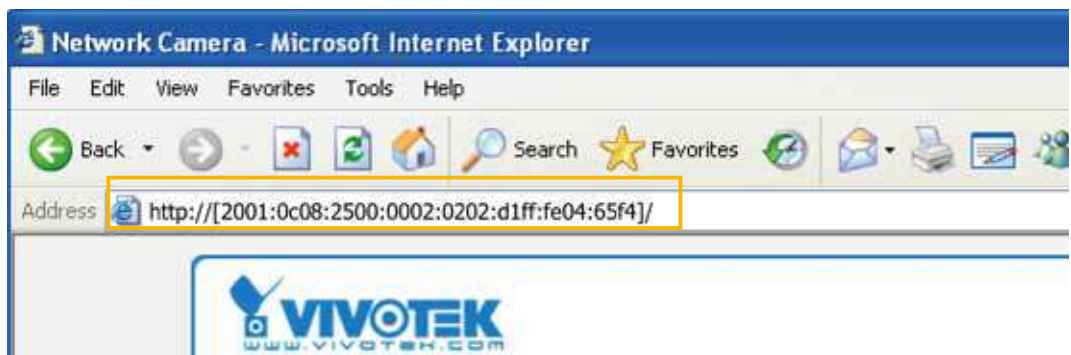 Network Camera - Microsoft Internet Explorer
File Edit View Favorites Tools Help
Back Search Favorites
Address http://[2001:0c08:2500:0002:0202:d1ff:fe04:65f4]/
VIVOTEK
www.vivotek.com